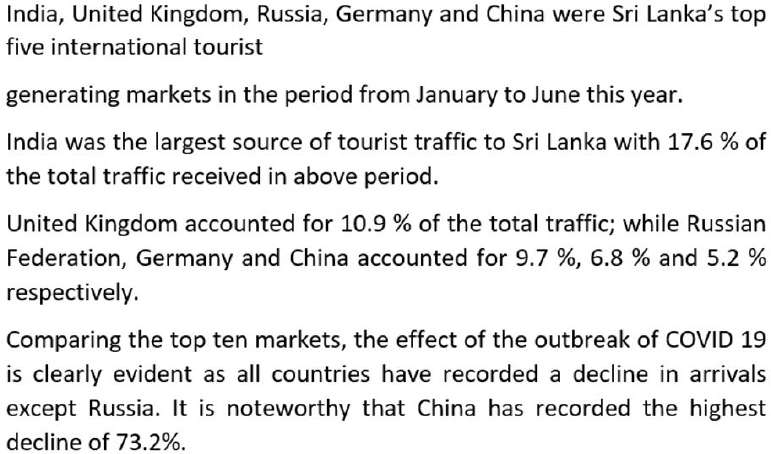 India, United Kingdom, Russia, Germany and China were Sri Lanka’s top
five international tourist
generating markets in the period from January to June this year.
India was the largest source of tourist traffic to Sri Lanka with 17.6 % of
the total traffic received in above period.
United Kingdom accounted for 10.9 % of the total traffic; while Russian
Federation, Germany and China accounted for 9.7 %, 6.8 % and 5.2 %
respectively.
Comparing the top ten markets, the effect of the outbreak of COVID 19
is clearly evident as all countries have recorded a decline in arrivals
except Russia. It is noteworthy that China has recorded the highest
decline of 73.2%.